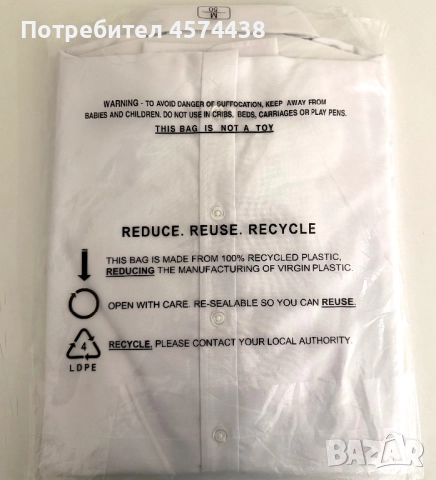 Потребител 4574438
M
50
WARNING - TO AVOID DANGER OF SUFFOCATION, KEEP AWAY FROM
BABIES AND CHILDREN. DO NOT USE IN CRIBS, BEDS, CARRIAGES OR PLAY PENS.
THIS BAG IS NOT A TOY
REDUCE. REUSE. RECYCLE
THIS BAG IS MADE FROM 100% RECYCLED PLASTIC,
REDUCING THE MANUFACTURING OF VIRGIN PLASTIC.
OPEN WITH CARE. RE-SEALABLE SO YOU CAN REUSE.
4
RECYCLE. PLEASE CONTACT YOUR LOCAL AUTHORITY.
LDPE
BAZAR